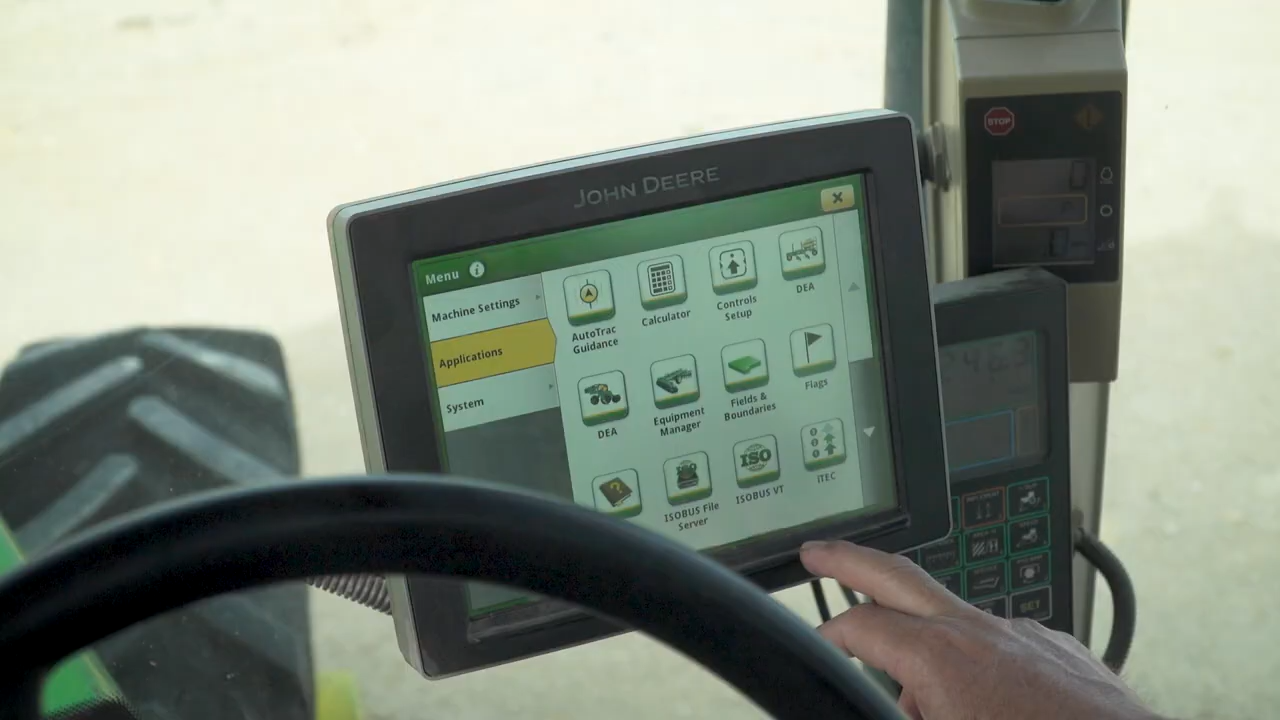 JOHN DEERE
STOP
Menu
Machine Settings
Applications
System
AutoTrac
Guidance
Calculator
Controls
Setup
DEA
DEA
Equipment
Manager
Fields &
Boundaries
Flags
ISO
ISOBUS File
Server
ISOBUS VT
iTEC
SET